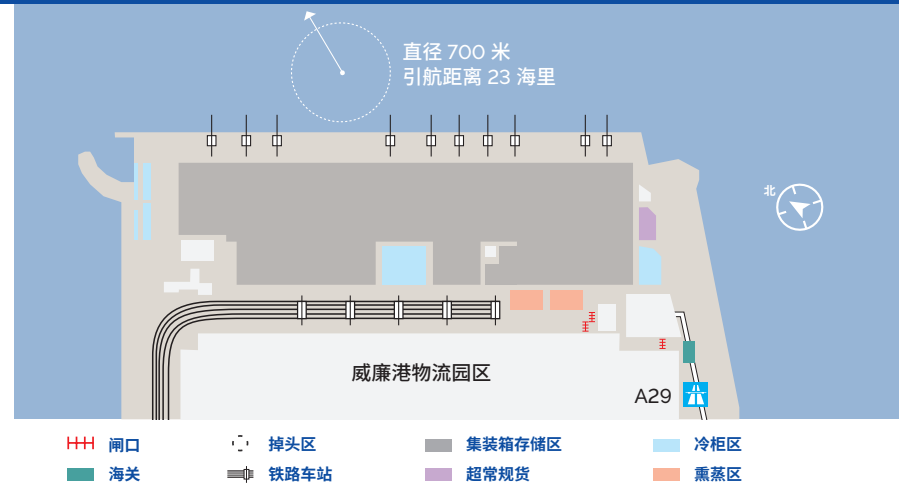 直径 700 米
引航距离 23 海里
北
威廉港物流园区
A29
闸口
掉头区
集装箱存储区
冷柜区
海关
铁路车站
超常规货
熏蒸区